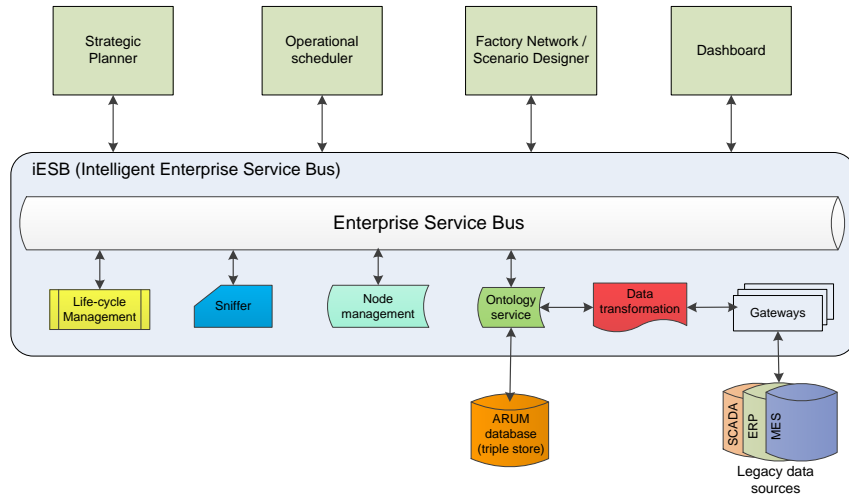 Strategic
Planner
Operational
scheduler
Factory Network /
Scenario Designer
Dashboard
iESB (Intelligent Enterprise Service Bus)
Enterprise Service Bus
Life-cycle
Management
Sniffer
Node
management
Ontology
service
Data
transformation
Gateways
ARUM
database
(triple store)
SCADA
ERP
MES
Legacy data
sources